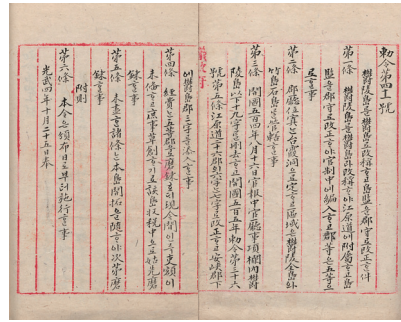 勅令第四十一號
鬱陵島를鬱島로改稱하고島監을郡守로改正한件
第一條 鬱陵島를鬱島라改稱하야江原道에附屬하고島
監을郡守로改正하야官制中에編入하고郡等은五等으
로할事
第二條 郡廳位寘는台霞洞으로定하고區域은鬱陵全島와
竹島石島를管轄할事
第三條 開國五百四年八月十六日官報中官廳事項欄內鬱
陵島以下十九字를刪去하고開國五百五年勅令第三十六
號第五條江原道二十六郡의六字는七字로改正하고安峽郡下
에鬱島郡三字를添入할事
第四條 經費는五等郡으로磨鍊호되現今間인즉吏額이
未備하고庶事草創하기로該島收稅中으로姑先磨
鍊할事
第五條 未盡한諸條는本島開拓을隨하야次第磨
鍊할事
附則
第六條 本令은頒布日로부터施行할事
光武四年十月二十五日奉